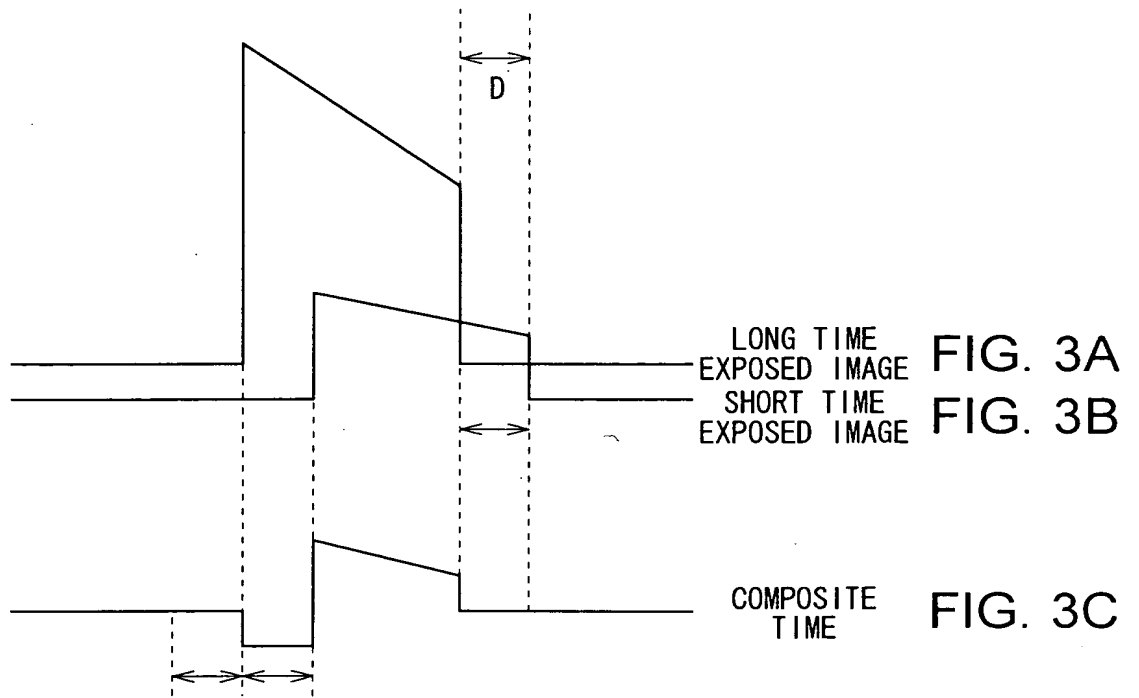 D
LONG TIME
EXPOSED IMAGE
FIG. 3A
SHORT TIME
EXPOSED IMAGE
FIG. 3B
COMPOSITE
TIME
FIG. 3C